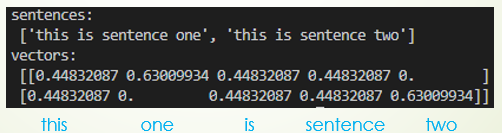 sentences:
['this is sentence one', 'this is sentence two']
vectors:
[[0.44832087 0.63009934 0.44832087 0.44832087 0.        ]
[0.44832087 0.         0.44832087 0.44832087 0.63009934]]
this one is sentence two